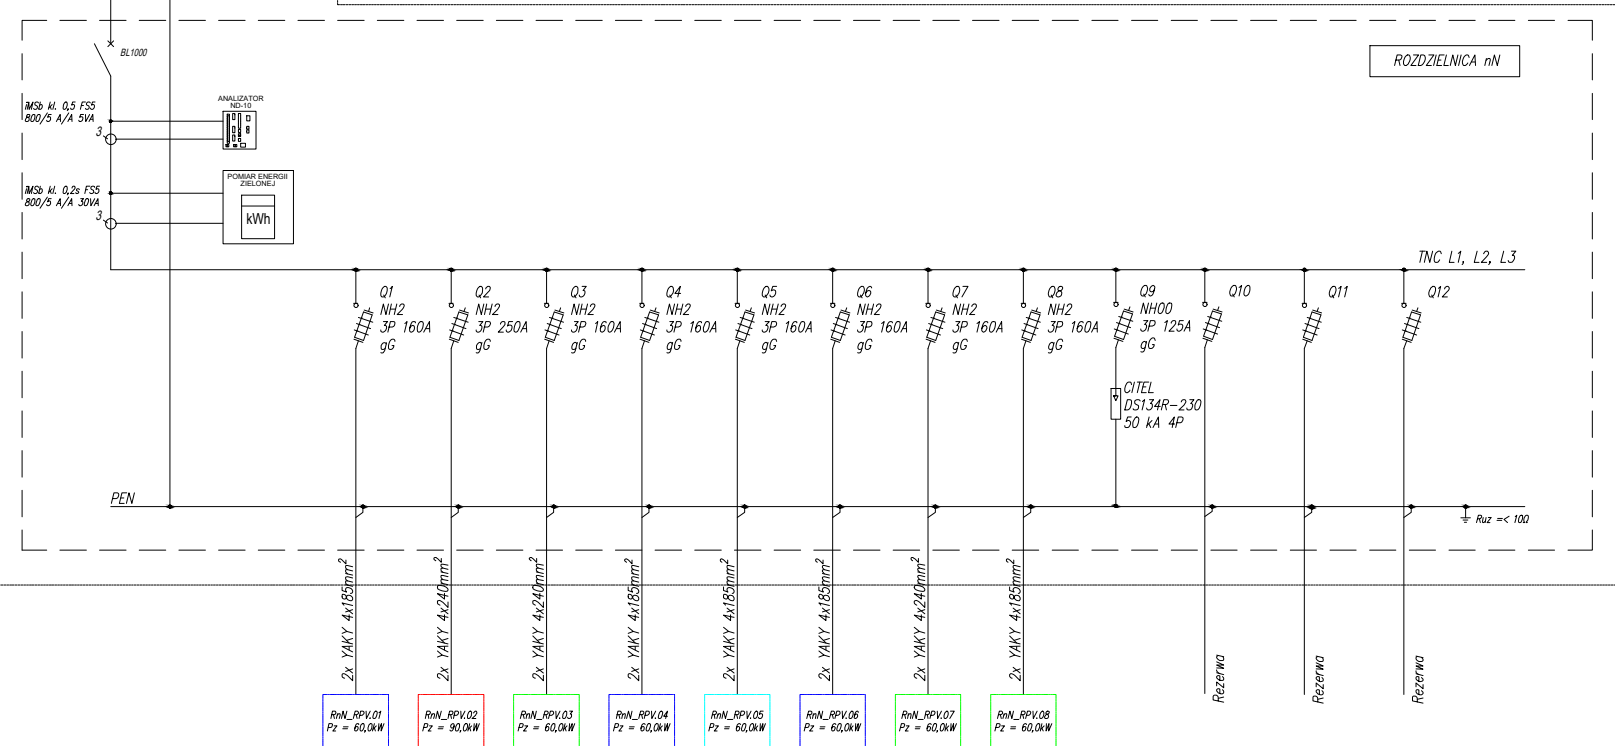 BL1000
ROZDZIELNICA nN
iMSb kl. 0,5 FS5
800/5 A/A 5VA
3
ANALIZATOR
ND-10
iMSb kl. 0,2s FS5
800/5 A/A 30VA
3
POMIAR ENERGII
ZIELONEJ
kWh
TNC L1, L2, L3
Q1
NH2
3P 160A
gG
Q2
NH2
3P 250A
gG
Q3
NH2
3P 160A
gG
Q4
NH2
3P 160A
gG
Q5
NH2
3P 160A
gG
Q6
NH2
3P 160A
gG
Q7
NH2
3P 160A
gG
Q8
NH2
3P 160A
gG
Q9
NH00
3P 125A
gG
Q10
Q11
Q12
CITEL
DS134R-230
50 kA 4P
PEN
Ruz =< 10Ω
2x YAKY 4x185mm²
2x YAKY 4x240mm²
2x YAKY 4x240mm²
2x YAKY 4x185mm²
2x YAKY 4x185mm²
2x YAKY 4x185mm²
2x YAKY 4x240mm²
2x YAKY 4x185mm²
Rezerwa
Rezerwa
Rezerwa
RnN_RPV.01
Pz = 60,0kW
RnN_RPV.02
Pz = 90,0kW
RnN_RPV.03
Pz = 60,0kW
RnN_RPV.04
Pz = 60,0kW
RnN_RPV.05
Pz = 60,0kW
RnN_RPV.06
Pz = 60,0kW
RnN_RPV.07
Pz = 60,0kW
RnN_RPV.08
Pz = 60,0kW